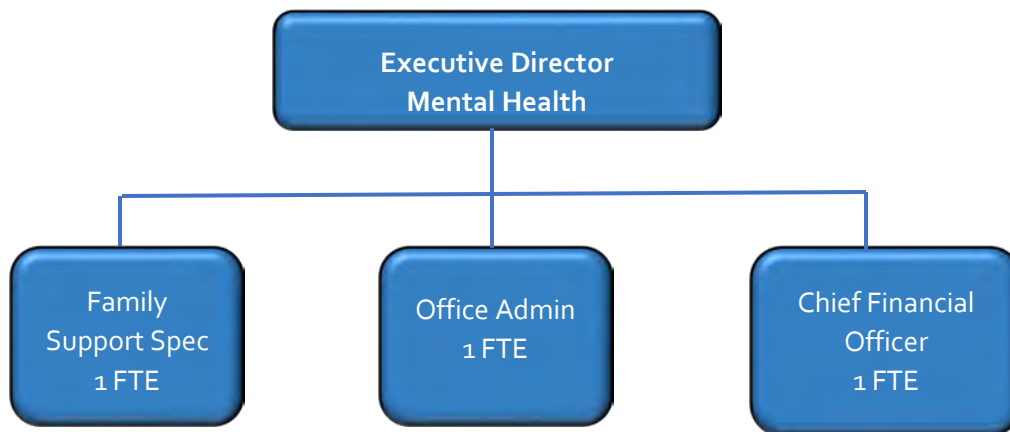 Executive Director
Mental Health
Family
Support Spec
1 FTE
Office Admin
1 FTE
Chief Financial
Officer
1 FTE